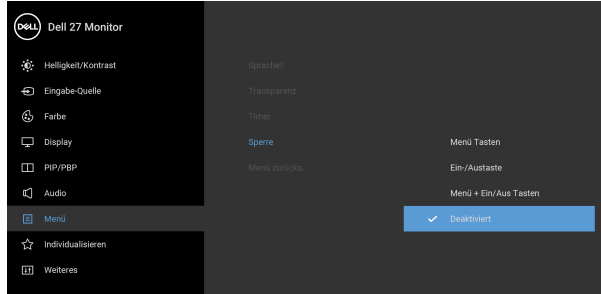 DELL
Dell 27 Monitor
Helligkeit/Kontrast
Eingabe-Quelle
Farbe
Display
PIP/PBP
Audio
Menü
Individualisieren
Weiteres
Sprachell
Transparenz
Timer
Sperre
Menü zurücks.
Menü Tasten
Ein-/Austaste
Menü + Ein/Aus Tasten
Deaktiviert